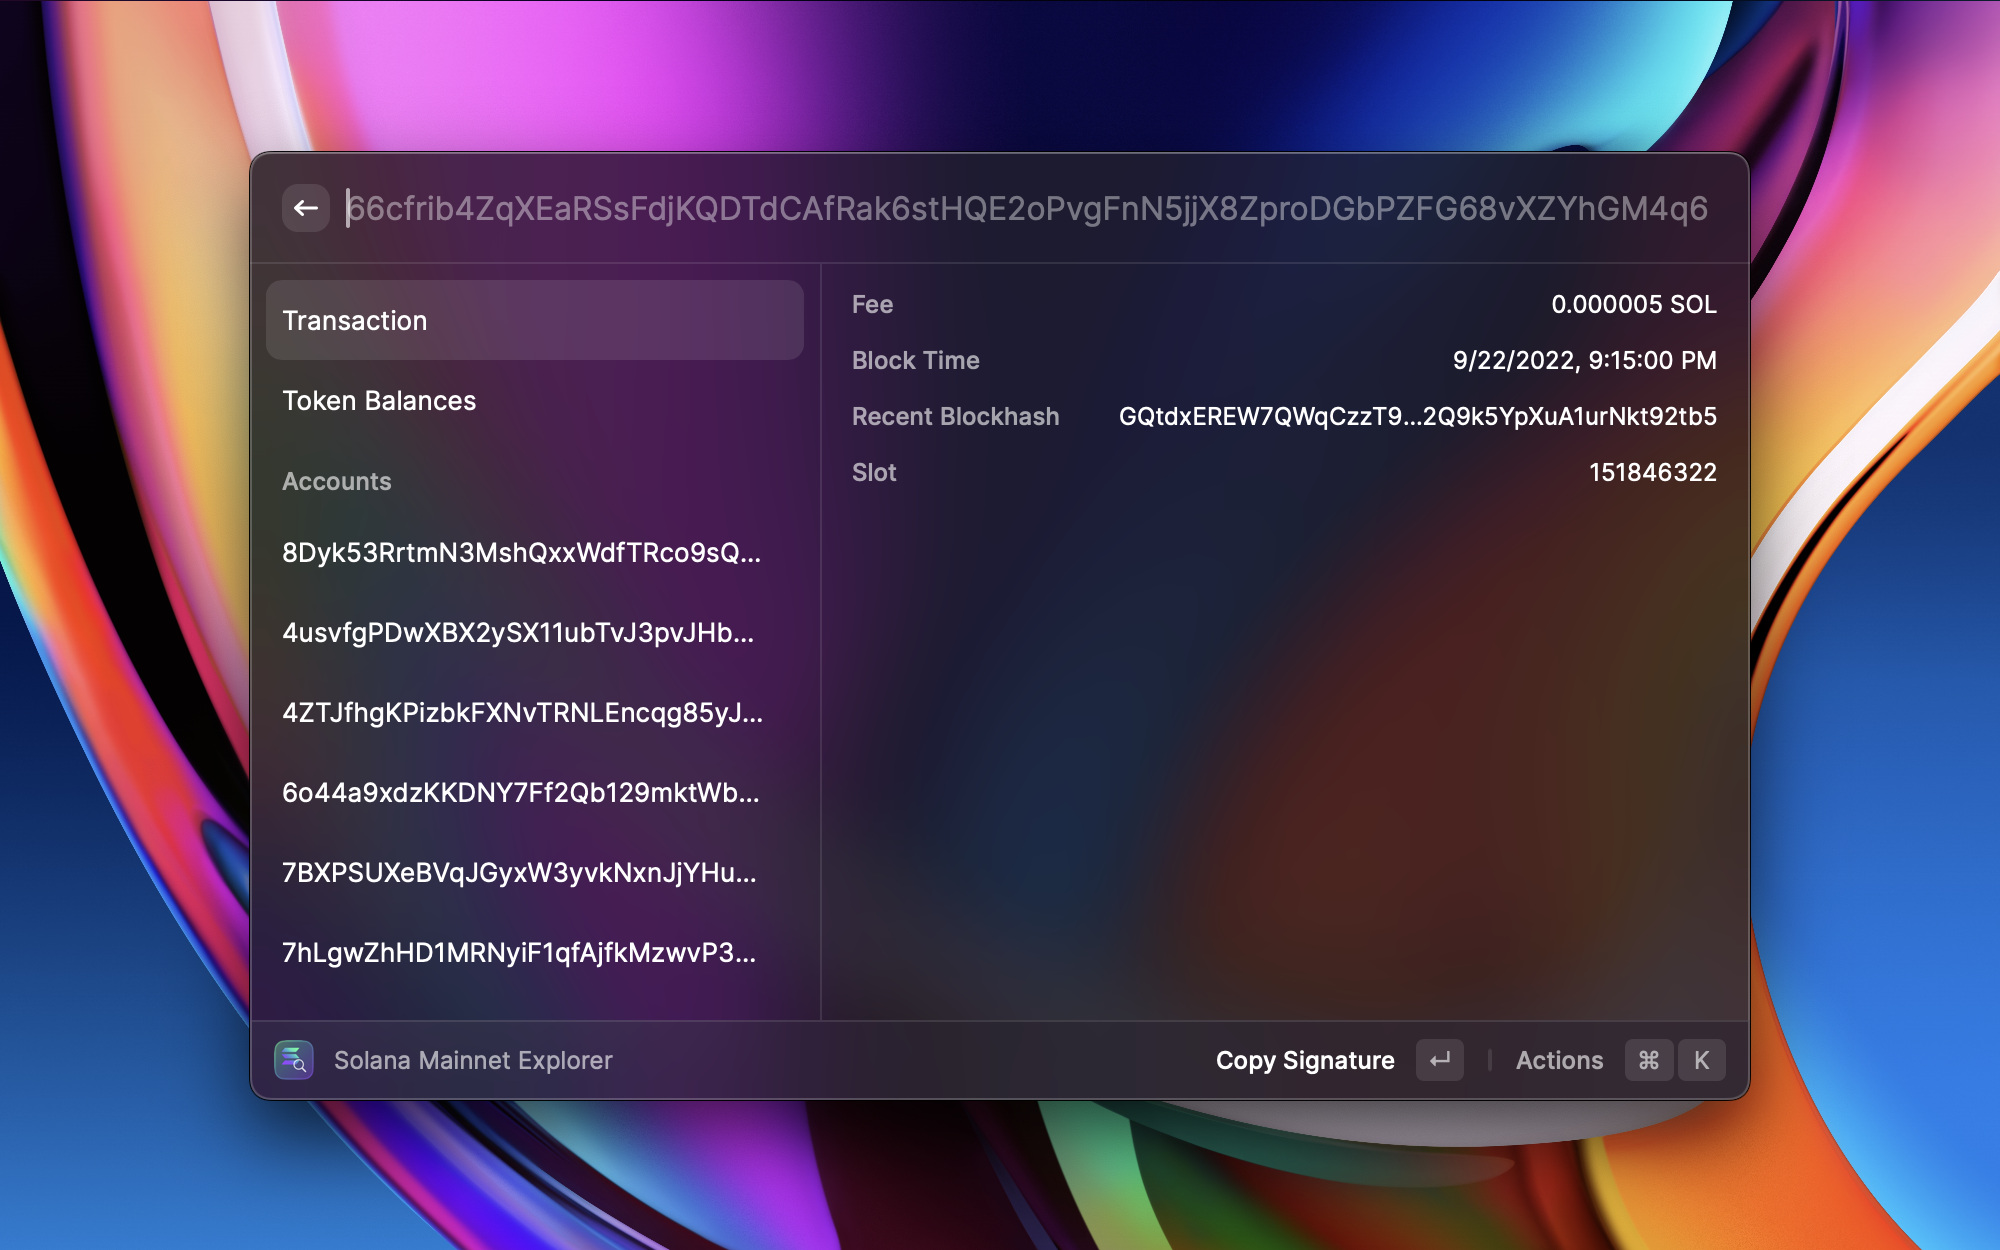 66cfrib4ZqXEaRSsFdjKQDTdCAfRak6stHQE2oPvgFnN5jjX8ZproDGbPZFG68vXZYhGM4q6
Transaction
Token Balances
Accounts
8Dyk53RrtmN3MshQxxWdfTRco9sQ...
4usvfgPDwXBX2ySX11ubTvJ3pvJHb...
4ZTJfhgKPizbkFXNvTRNLEncqg85yJ...
6o44a9xdzKKDNY7Ff2Qb129mktWb...
7BXPSUXeBVqJGyxW3yvkNxnJjYHu...
7hLgwZhHD1MRNyiF1qfAjfkMzwvP3...
Fee 0.000005 SOL
Block Time 9/22/2022, 9:15:00 PM
Recent Blockhash GQtdxEREW7QWqCzzT9...2Q9k5YpXuA1urNkt92tb5
Slot 151846322
Solana Mainnet Explorer
Copy Signature ↵ | Actions ⌘ K